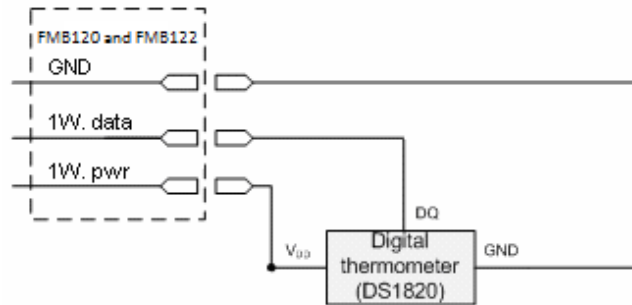 FMB120 and FMB122
GND
1W. data
1W. pwr
DQ
VDD
Digital
thermometer
(DS1820)
GND